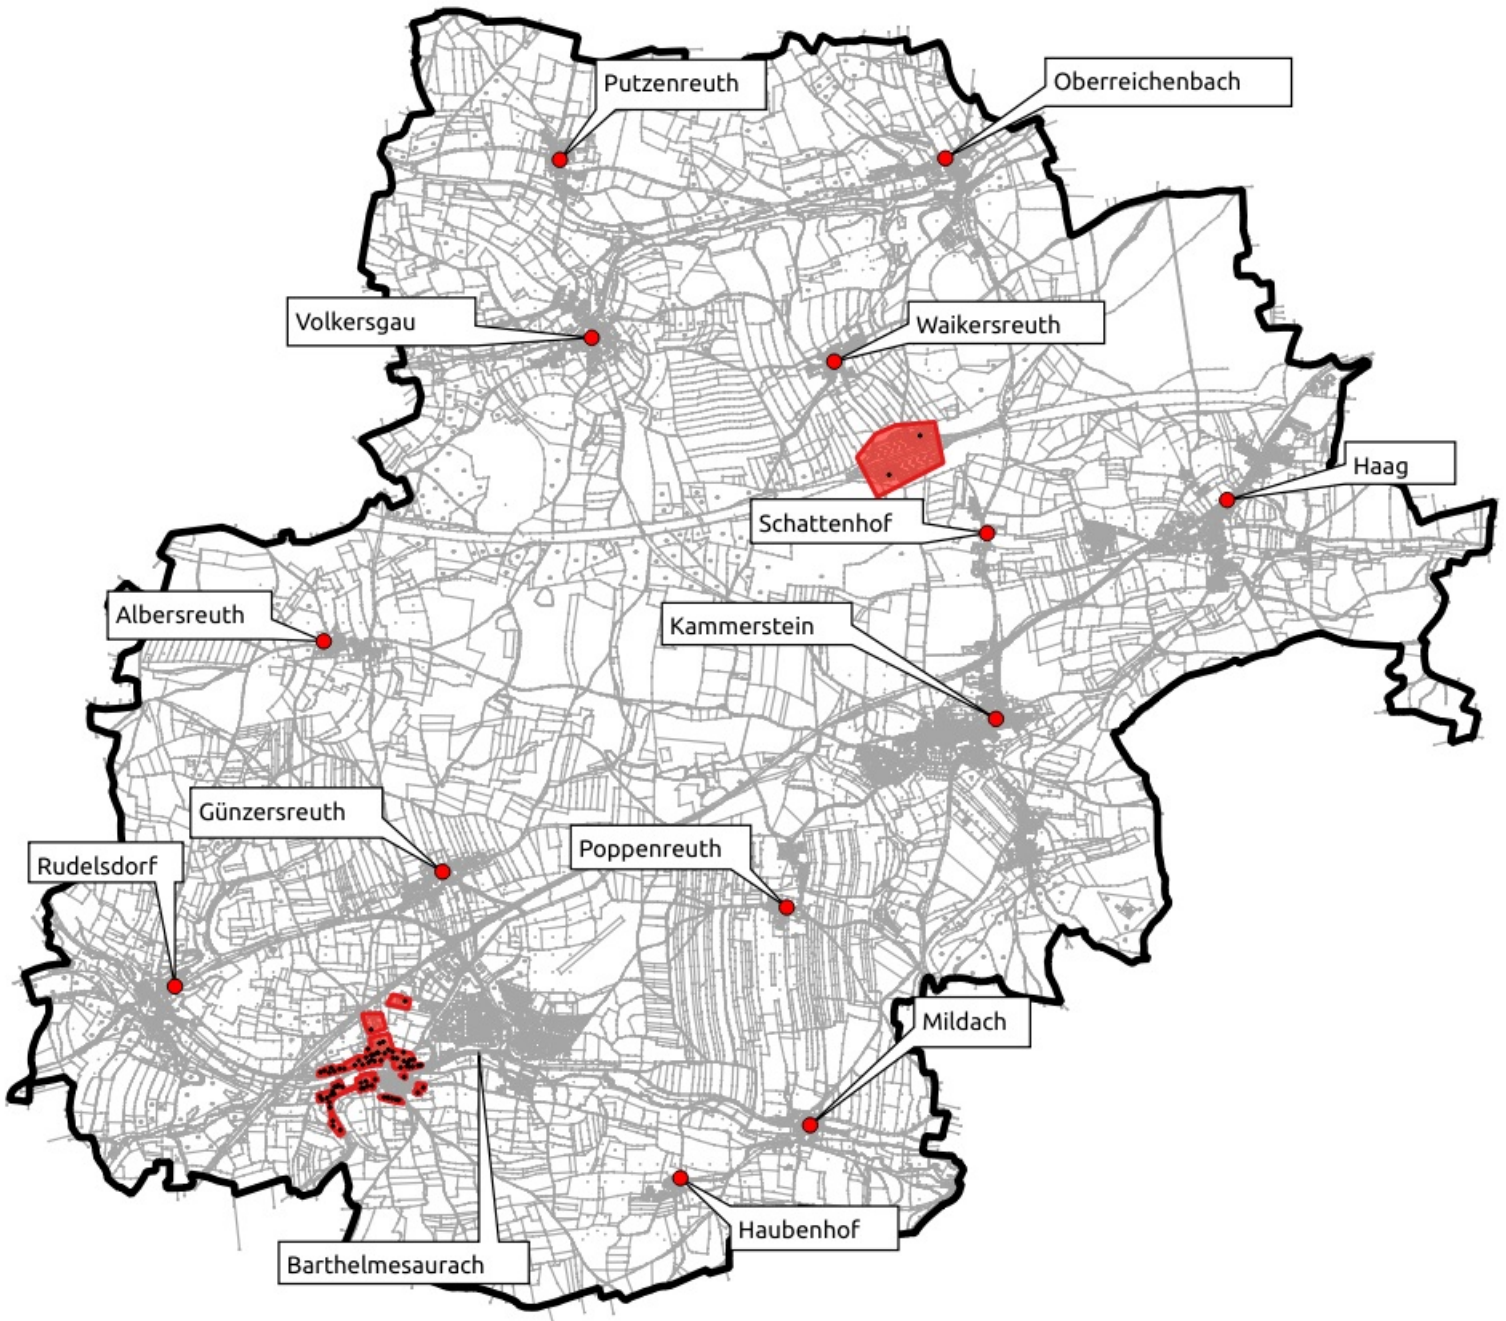 Putzenreuth
Oberreichenbach
Volkersgau
Waikersreuth
Haag
Schattenhof
Albersreuth
Kammerstein
Günzersreuth
Poppenreuth
Rudelsdorf
Mildach
Haubenhof
Barthelmesaurach